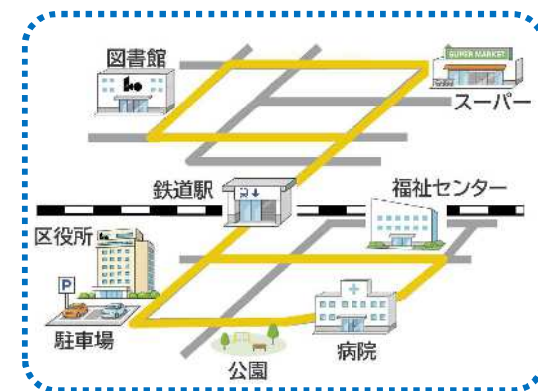 図書館
SUPER MARKET
スーパー
鉄道駅
福祉センター
区役所
P
駐車場
公園
病院